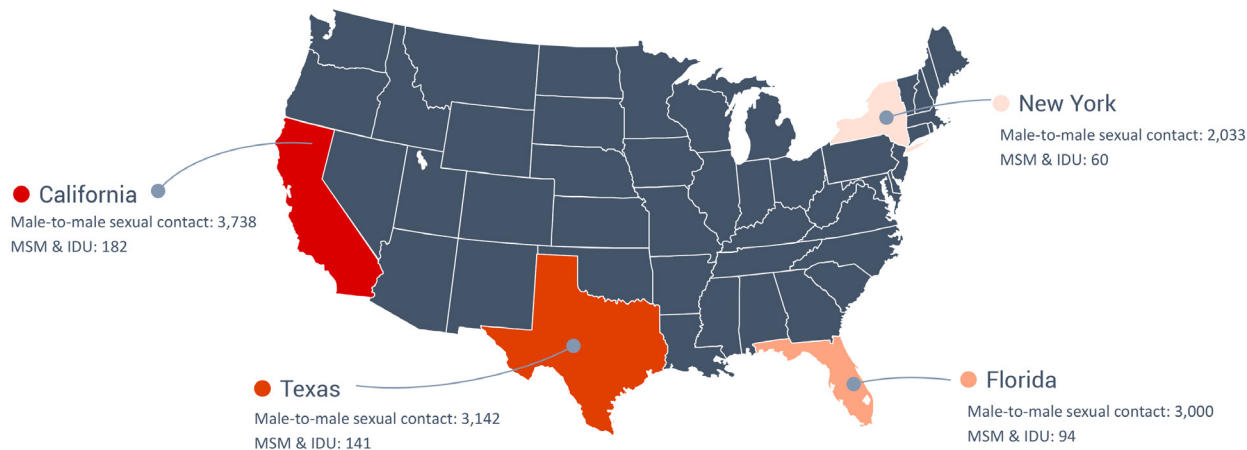 New York
Male-to-male sexual contact: 2,033
MSM & IDU: 60
California
Male-to-male sexual contact: 3,738
MSM & IDU: 182
Texas
Male-to-male sexual contact: 3,142
MSM & IDU: 141
Florida
Male-to-male sexual contact: 3,000
MSM & IDU: 94